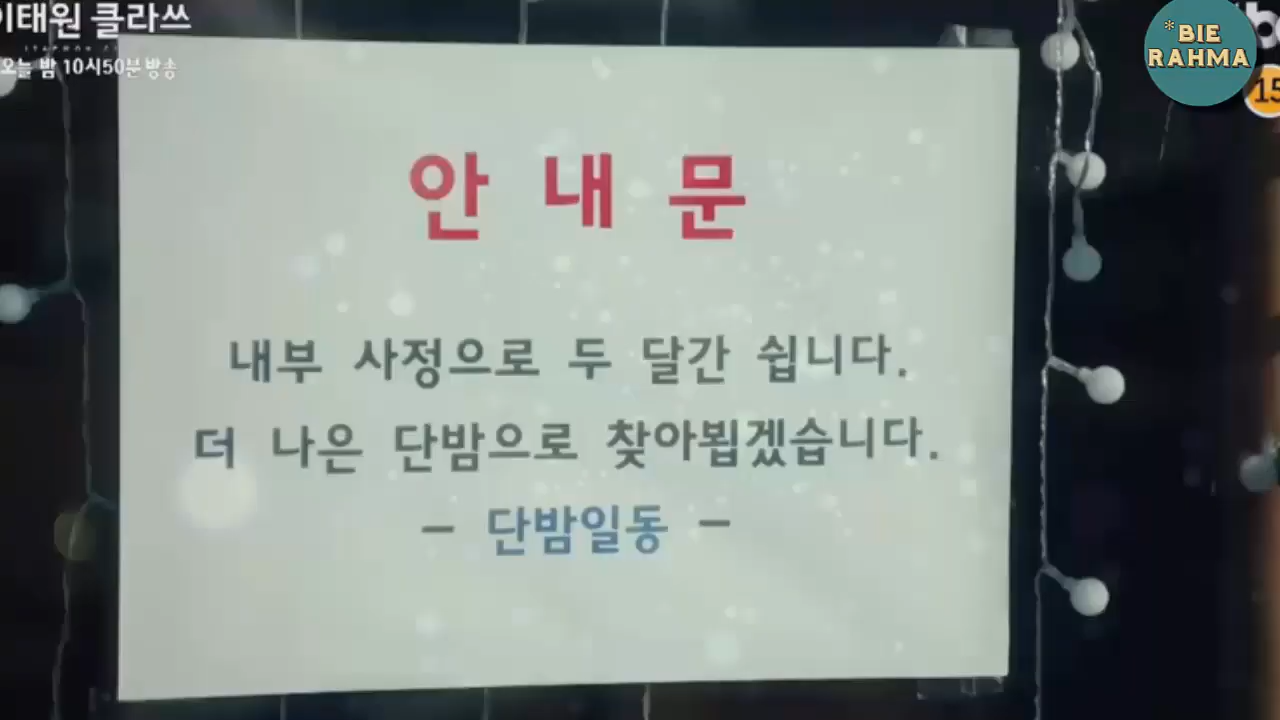 이태원 클라쓰
오늘 밤 10시50분 방송
*BIE
RAHMA
15
안 내 문
내부 사정으로 두 달간 쉽니다.
더 나은 단밤으로 찾아뵙겠습니다.
- 단밤일동 -